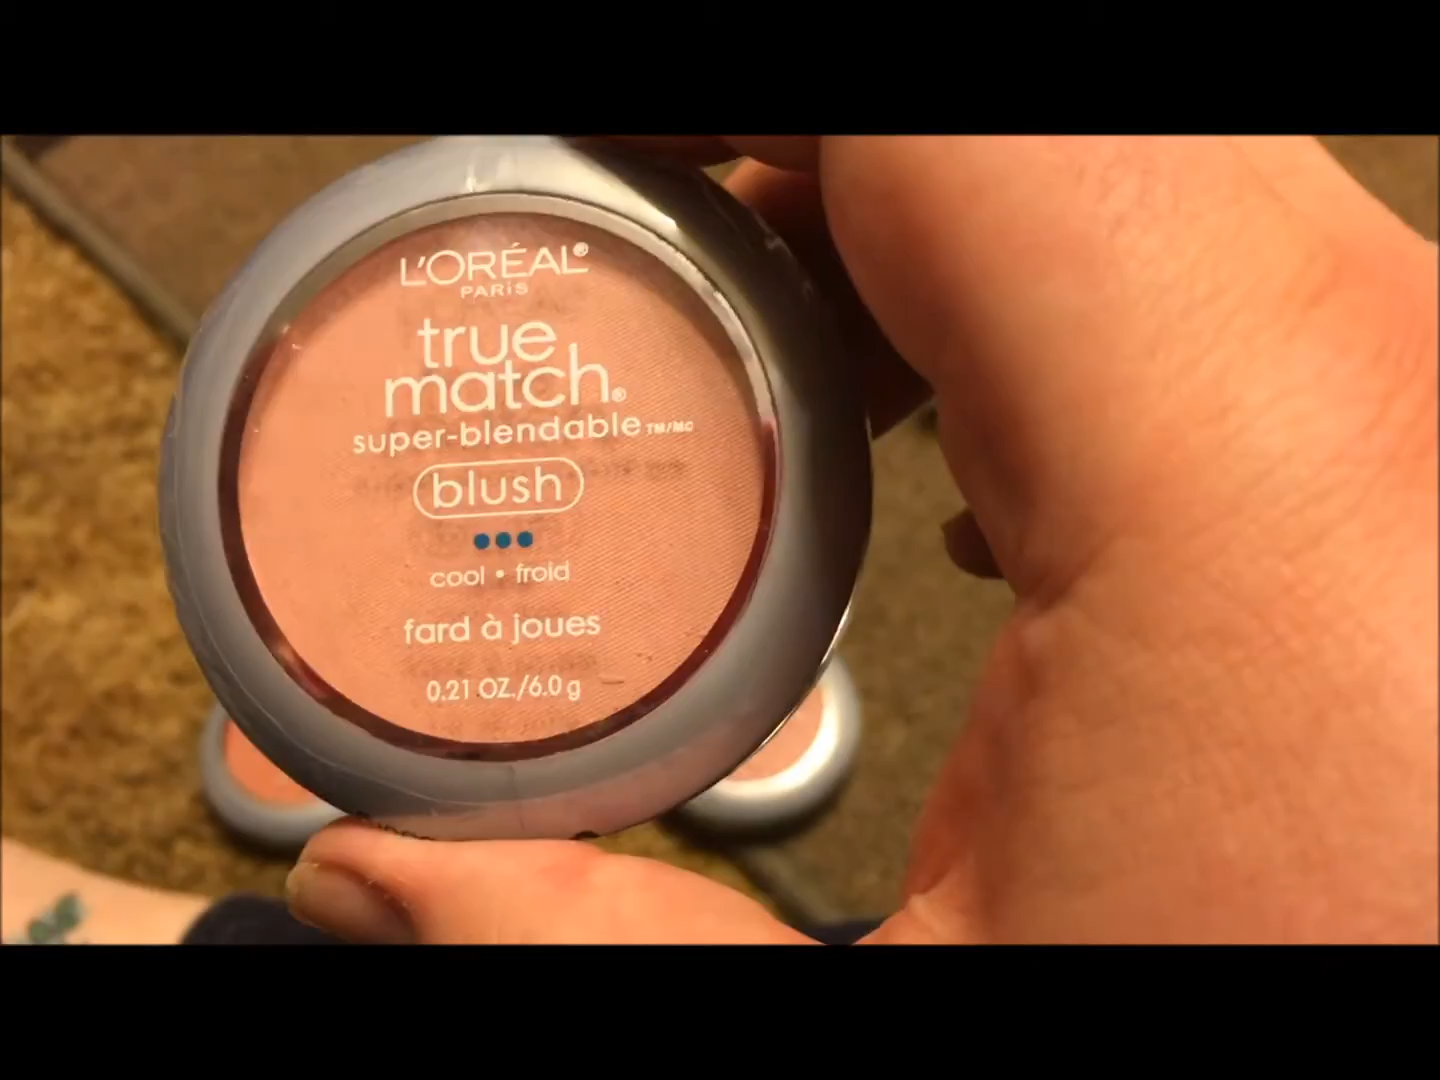 L'ORÉAL®
PARIS
true
match®
super-blendable TM/MC
blush
cool • froid
fard à joues
0.21 OZ./6.0 g